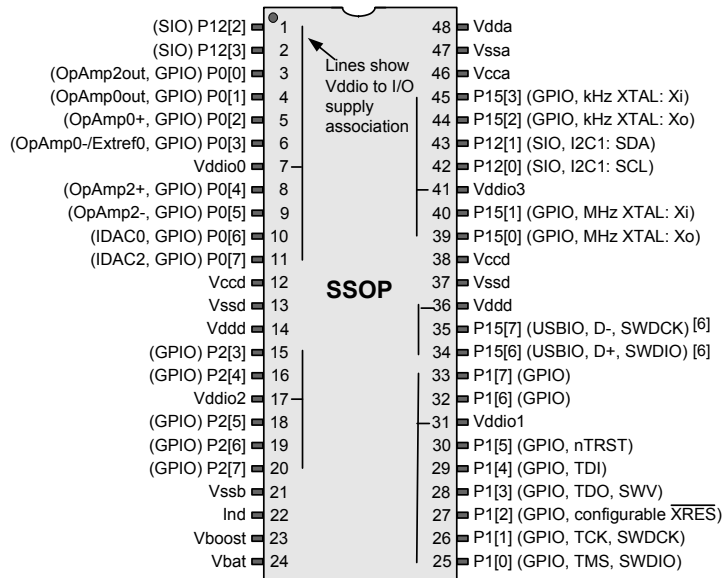 (SIO) P12[2] 1 48 Vdda
(SIO) P12[3] 2 47 Vssa
(OpAmp2out, GPIO) P0[0] 3 46 Vcca
(OpAmp0out, GPIO) P0[1] 4 45 P15[3] (GPIO, kHz XTAL: Xi)
(OpAmp0+, GPIO) P0[2] 5 44 P15[2] (GPIO, kHz XTAL: Xo)
(OpAmp0-/Extref0, GPIO) P0[3] 6 43 P12[1] (SIO, I2C1: SDA)
Vddio0 7 42 P12[0] (SIO, I2C1: SCL)
(OpAmp2+, GPIO) P0[4] 8 41 Vddio3
(OpAmp2-, GPIO) P0[5] 9 40 P15[1] (GPIO, MHz XTAL: Xi)
(IDAC0, GPIO) P0[6] 10 39 P15[0] (GPIO, MHz XTAL: Xo)
(IDAC2, GPIO) P0[7] 11 38 Vccd
Vccd 12 37 Vssd
Vssd 13 36 Vddd
Vddd 14 35 P15[7] (USBIO, D-, SWDCK) [6]
(GPIO) P2[3] 15 34 P15[6] (USBIO, D+, SWDIO) [6]
(GPIO) P2[4] 16 33 P1[7] (GPIO)
Vddio2 17 32 P1[6] (GPIO)
(GPIO) P2[5] 18 31 Vddio1
(GPIO) P2[6] 19 30 P1[5] (GPIO, nTRST)
(GPIO) P2[7] 20 29 P1[4] (GPIO, TDI)
Vssb 21 28 P1[3] (GPIO, TDO, SWV)
Ind 22 27 P1[2] (GPIO, configurable XRES)
Vboost 23 26 P1[1] (GPIO, TCK, SWDCK)
Vbat 24 25 P1[0] (GPIO, TMS, SWDIO)
Lines show
Vddio to I/O
supply
association
SSOP